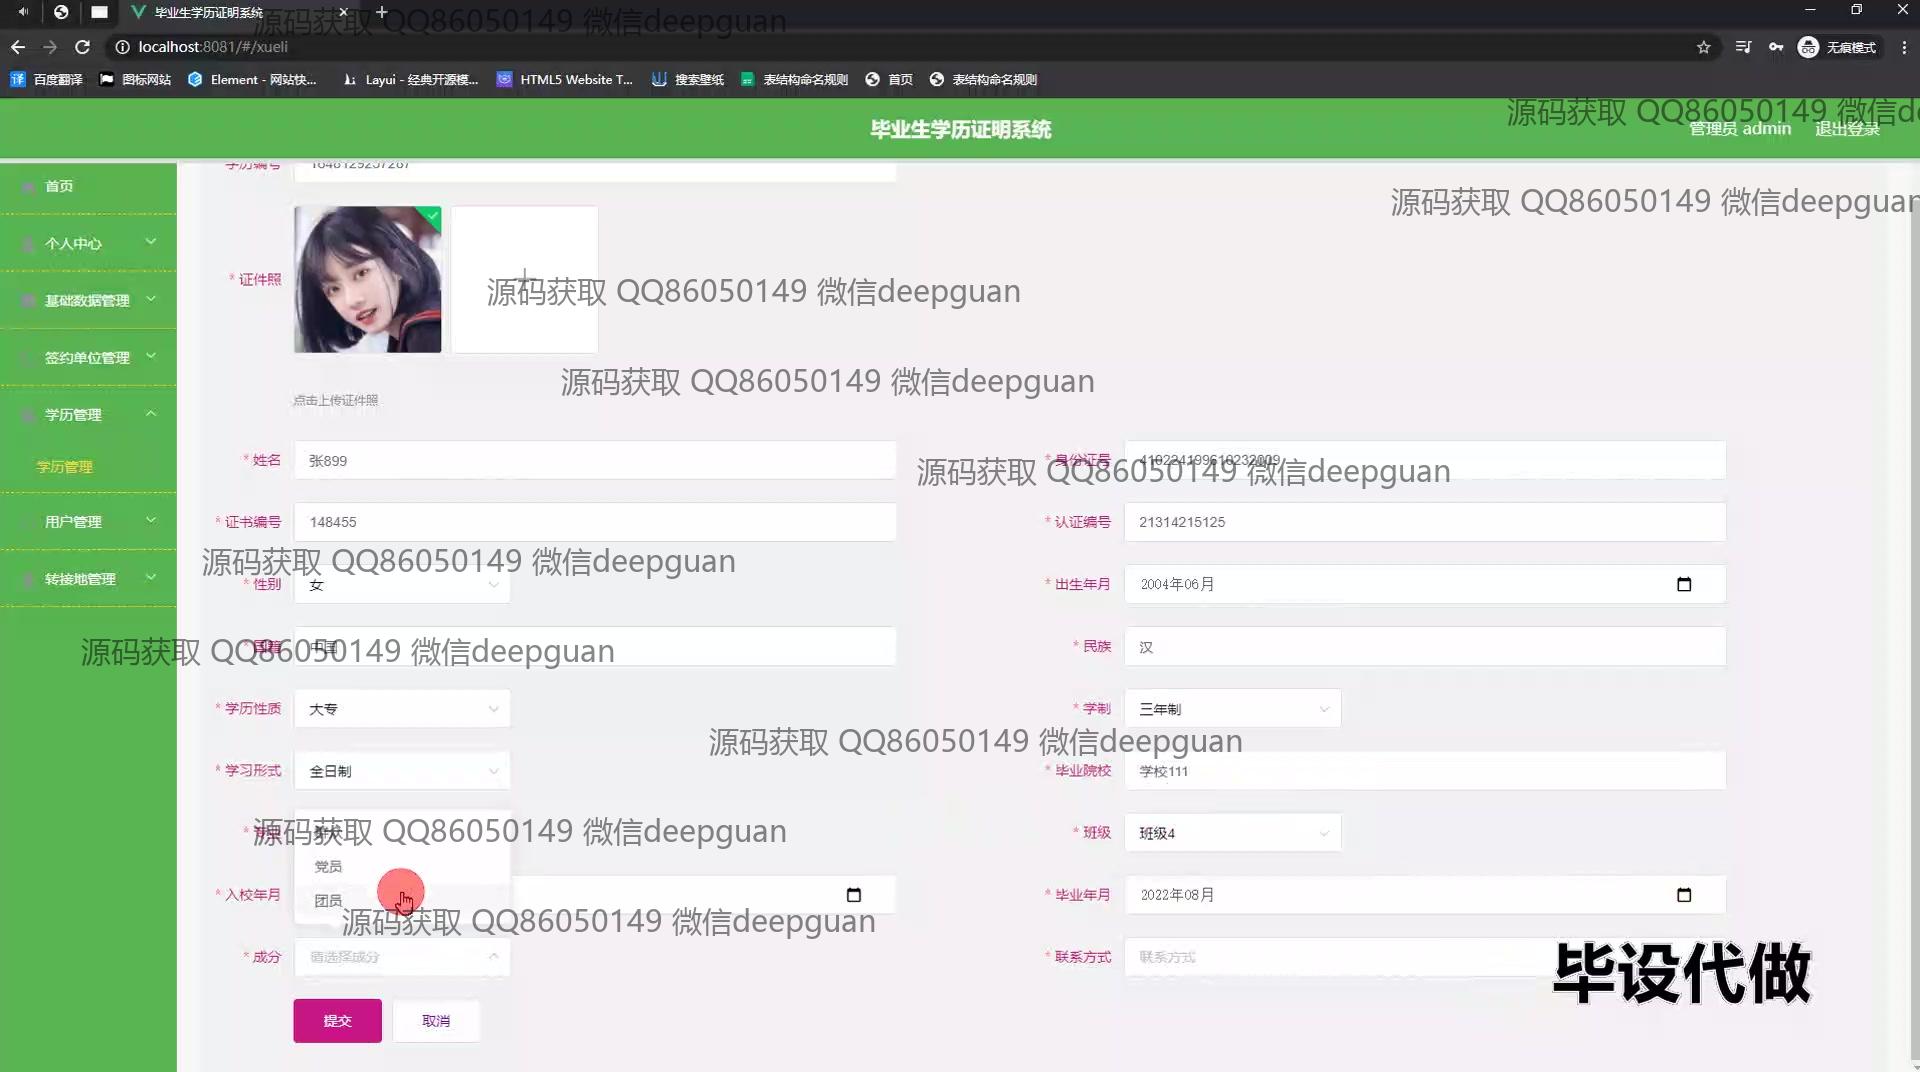 毕业生学历证明系统
localhost:8081/#/xueli
无痕模式
百度翻译
图标网站
Element - 网站快...
Layui - 经典开源模...
HTML5 Website T...
搜索壁纸
表结构命名规则
首页
表结构命名规则
源码获取 QQ86050149 微信deepguan
毕业生学历证明系统
管理员 admin
退出登录
源码获取 QQ86050149 微信de
源码获取 QQ86050149 微信deepguan
首页
个人中心
基础数据管理
签约单位管理
学历管理
学历管理
用户管理
转接地管理
学历编号
1648129257287
* 证件照
源码获取 QQ86050149 微信deepguan
源码获取 QQ86050149 微信deepguan
点击上传证件照
* 姓名
张899
* 身份证号
源码获取 QQ86050149 微信deepguan
* 证书编号
148455
* 认证编号
21314215125
源码获取 QQ86050149 微信deepguan
* 性别
女
* 出生年月
2004年06月
* 国籍
中国
源码获取 QQ86050149 微信deepguan
* 民族
汉
* 学历性质
大专
* 学制
三年制
源码获取 QQ86050149 微信deepguan
* 学习形式
全日制
* 毕业院校
学校111
源码获取 QQ86050149 微信deepguan
* 班级
班级4
党员
团员
* 入校年月
* 毕业年月
2022年08月
源码获取 QQ86050149 微信deepguan
* 成分
请选择成分
* 联系方式
联系方式
毕设代做
提交
取消